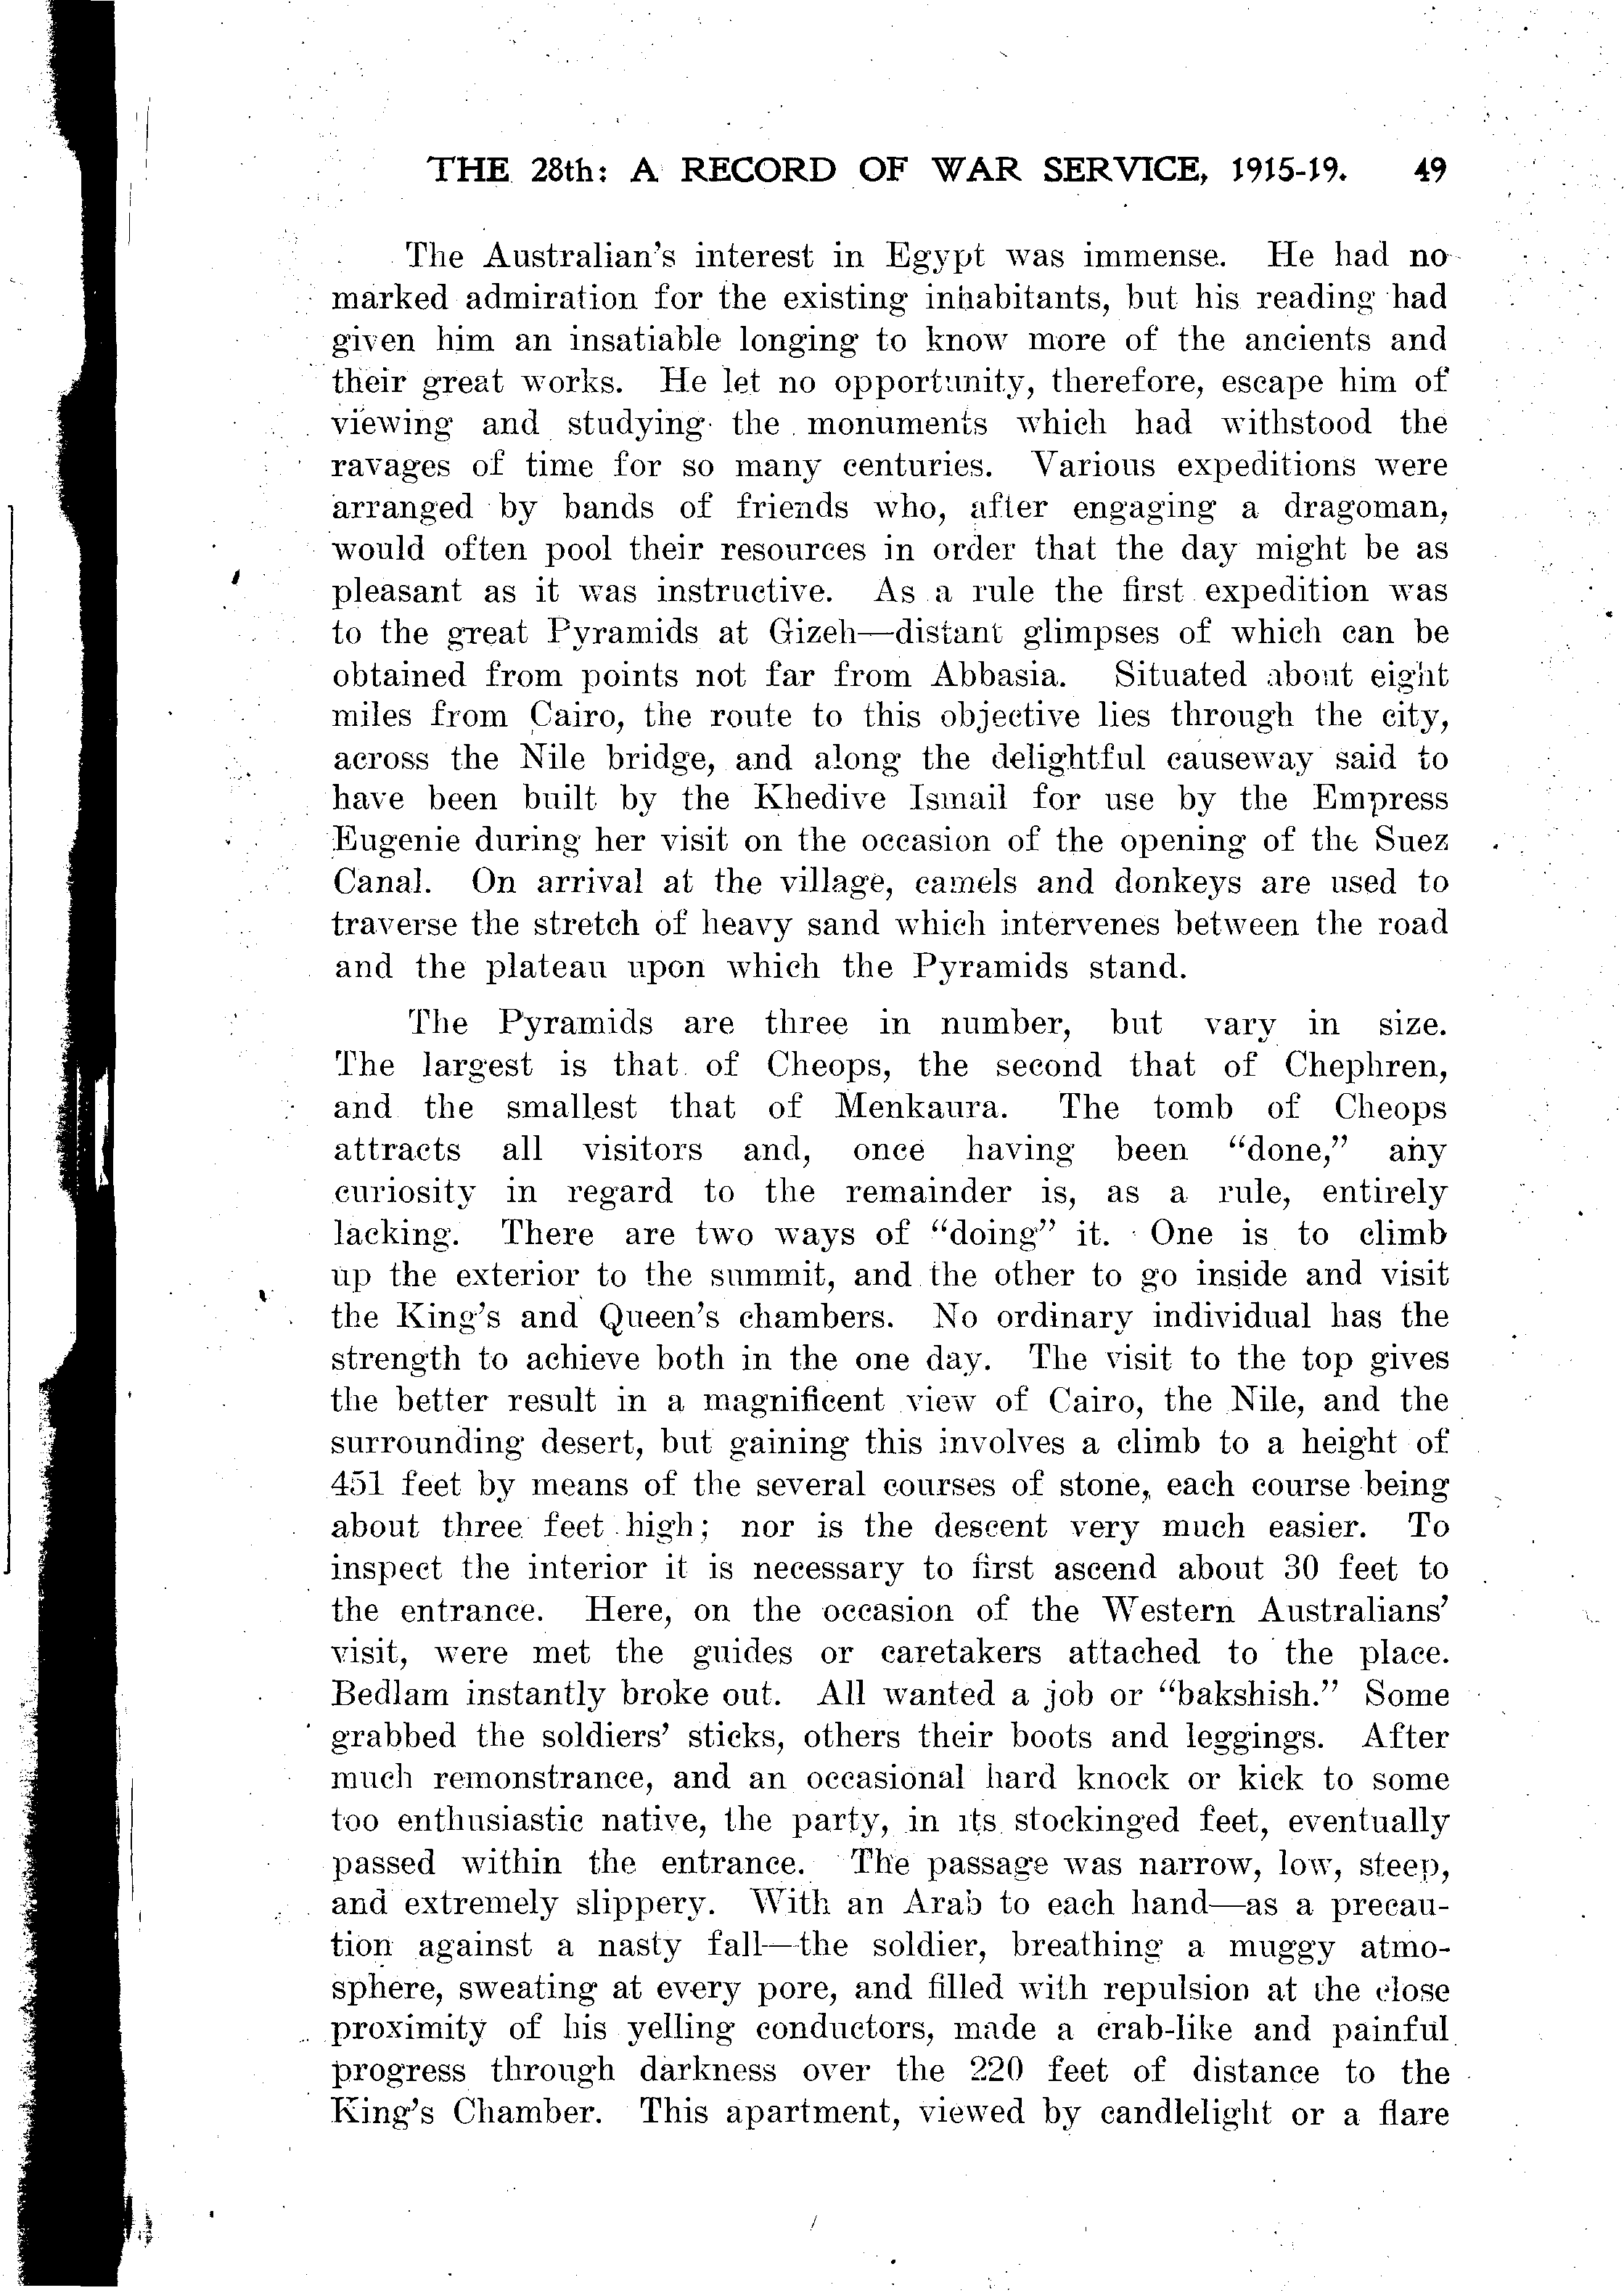 THE 28th: A RECORD OF WAR SERVICE, 1915-19. 49
The Australian's interest in Egypt was immense. He had no
marked admiration for the existing inhabitants, but his reading had
given him an insatiable longing to know more of the ancients and
their great works. He let no opportunity, therefore, escape him of
viewing and studying the monuments which had withstood the
ravages of time for so many centuries. Various expeditions were
arranged by bands of friends who, after engaging a dragoman,
would often pool their resources in order that the day might be as
pleasant as it was instructive. As a rule the first expedition was
to the great Pyramids at Gizeh—distant glimpses of which can be
obtained from points not far from Abbasia. Situated about eight
miles from Cairo, the route to this objective lies through the city,
across the Nile bridge, and along the delightful causeway said to
have been built by the Khedive Ismail for use by the Empress
Eugenie during her visit on the occasion of the opening of the Suez
Canal. On arrival at the village, camels and donkeys are used to
traverse the stretch of heavy sand which intervenes between the road
and the plateau upon which the Pyramids stand.
The Pyramids are three in number, but vary in size.
The largest is that of Cheops, the second that of Chephren,
and the smallest that of Menkaura. The tomb of Cheops
attracts all visitors and, once having been “done,” any
curiosity in regard to the remainder is, as a rule, entirely
lacking. There are two ways of “doing” it. One is to climb
up the exterior to the summit, and the other to go inside and visit
the King's and Queen's chambers. No ordinary individual has the
strength to achieve both in the one day. The visit to the top gives
the better result in a magnificent view of Cairo, the Nile, and the
surrounding desert, but gaining this involves a climb to a height of
451 feet by means of the several courses of stone, each course being
about three feet high; nor is the descent very much easier. To
inspect the interior it is necessary to first ascend about 30 feet to
the entrance. Here, on the occasion of the Western Australians'
visit, were met the guides or caretakers attached to the place.
Bedlam instantly broke out. All wanted a job or “bakshish.” Some
grabbed the soldiers' sticks, others their boots and leggings. After
much remonstrance, and an occasional hard knock or kick to some
too enthusiastic native, the party, in its stockinged feet, eventually
passed within the entrance. The passage was narrow, low, steep,
and extremely slippery. With an Arab to each hand—as a precau-
tion against a nasty fall—the soldier, breathing a muggy atmo-
sphere, sweating at every pore, and filled with repulsion at the close
proximity of his yelling conductors, made a crab-like and painful
progress through darkness over the 220 feet of distance to the
King's Chamber. This apartment, viewed by candlelight or a flare